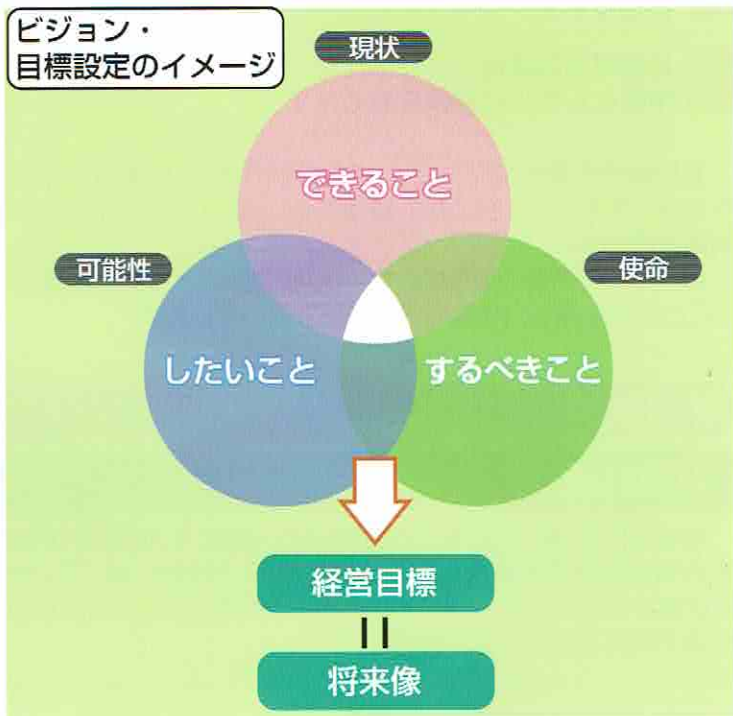 ビジョン・
目標設定のイメージ
現状
できること
可能性
使命
したいこと
するべきこと
経営目標
=
将来像